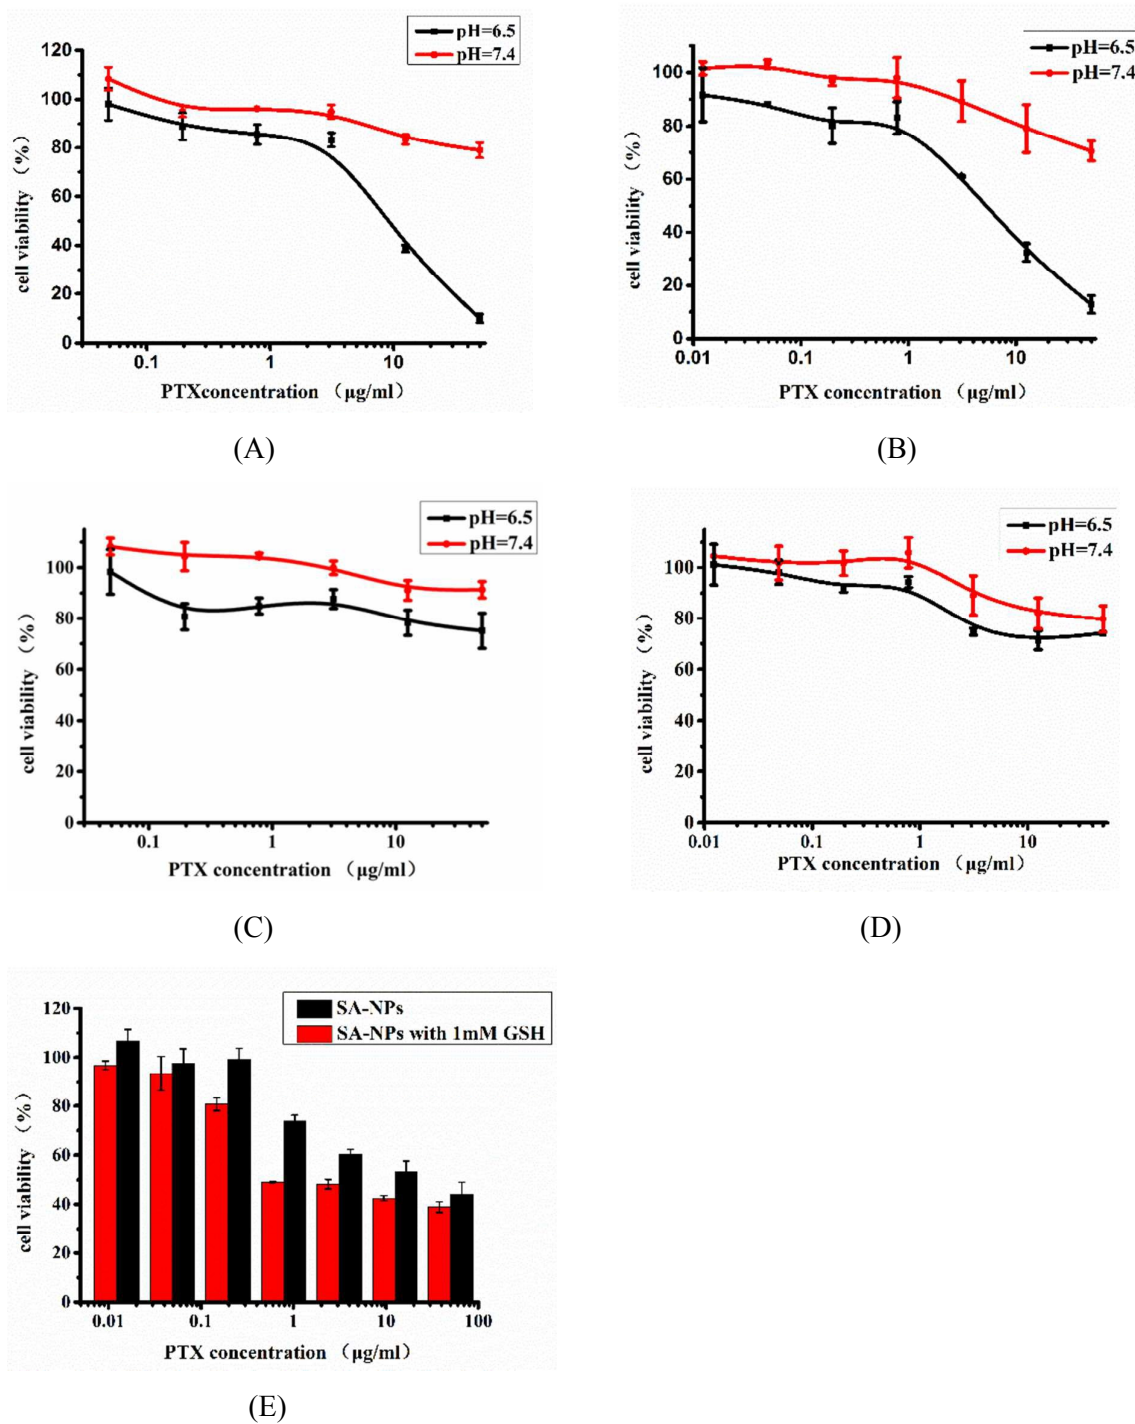 pH=6.5
pH=7.4
120
100
80
60
40
20
0
cell viability （%）
0.1
1
10
PTXconcentration （μg/ml）
(A)
pH=6.5
pH=7.4
100
80
60
40
20
0
cell viability （%）
0.01
0.1
1
10
PTX concentration （μg/ml）
(B)
pH=6.5
pH=7.4
100
80
60
40
20
0
cell viability （%）
0.1
1
10
PTX concentration （μg/ml）
(C)
pH=6.5
pH=7.4
100
80
60
40
20
0
cell viability （%）
0.01
0.1
1
10
PTX concentration （μg/ml）
(D)
SA-NPs
SA-NPs with 1mM GSH
120
100
80
60
40
20
0
cell viability （%）
0.01
0.1
1
10
100
PTX concentration （μg/ml）
(E)